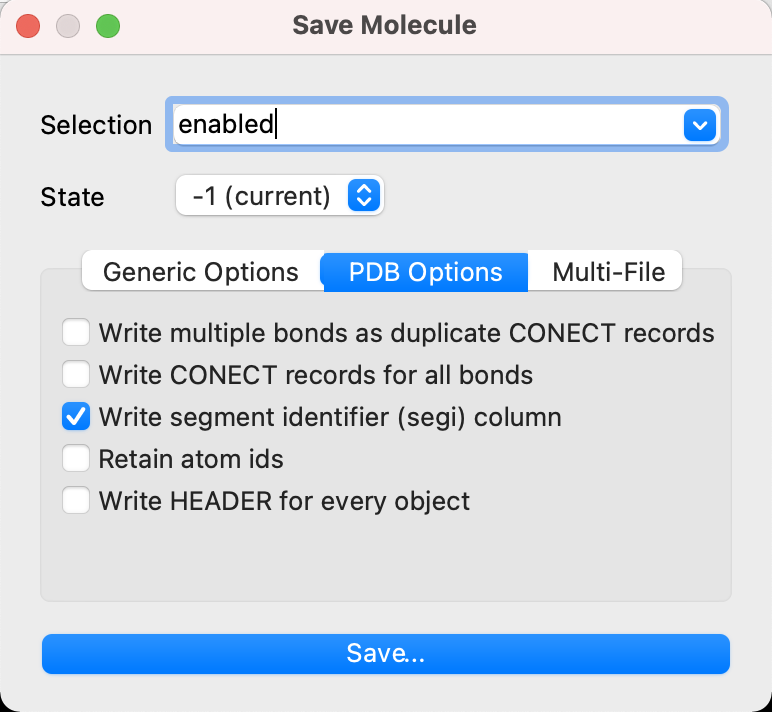 Save Molecule
Selection enabled
State -1 (current)
Generic Options PDB Options Multi-File
Write multiple bonds as duplicate CONECT records
Write CONECT records for all bonds
Write segment identifier (segi) column
Retain atom ids
Write HEADER for every object
Save...